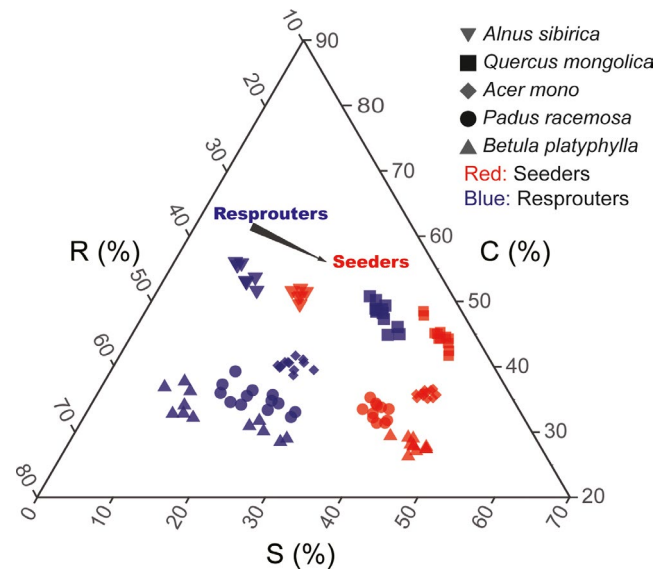 10
90
Alnus sibirica
Quercus mongolica
Acer mono
Padus racemosa
Betula platyphylla
Red: Seeders
Blue: Resprouters
20
80
30
70
Resprouters
40
60
R (%)
C (%)
Seeders
50
50
60
40
70
30
80
20
0
10
20
30
40
50
60
70
S (%)